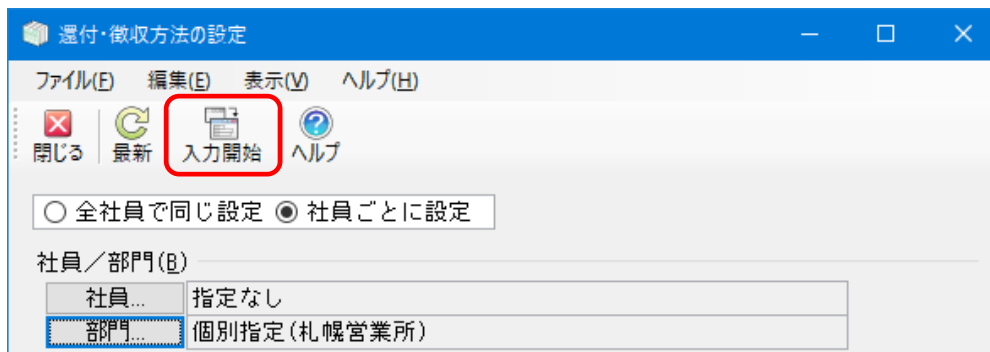 還付・徴収方法の設定
ファイル(F) 編集(E) 表示(V) ヘルプ(H)
閉じる 最新 入力開始 ヘルプ
全社員で同じ設定 社員ごとに設定
社員／部門(B)
社員... 指定なし
部門... 個別指定(札幌営業所)